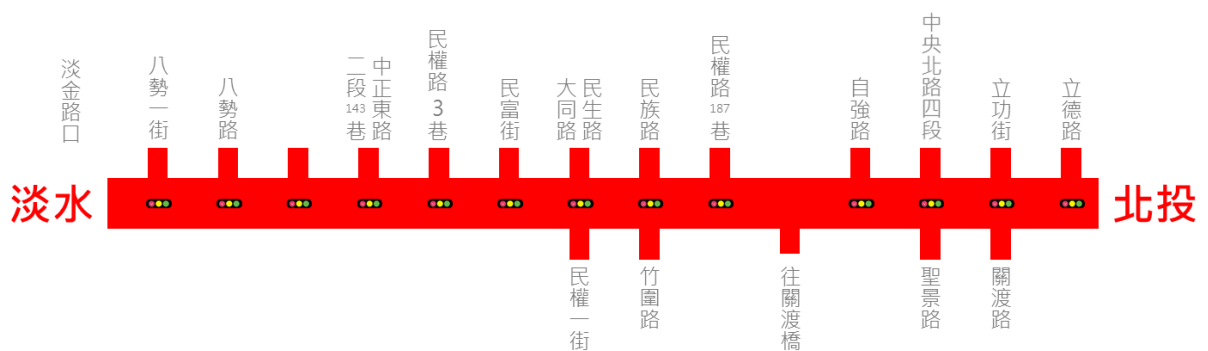 淡金路口
八勢一街
八勢路
中正東路
二段143巷
民權路3巷
民富街
民生路
大同路
民族路
民權路187巷
自強路
中央北路四段
立功街
立德路
淡水
北投
民權一街
竹圍路
往關渡橋
聖景路
關渡路